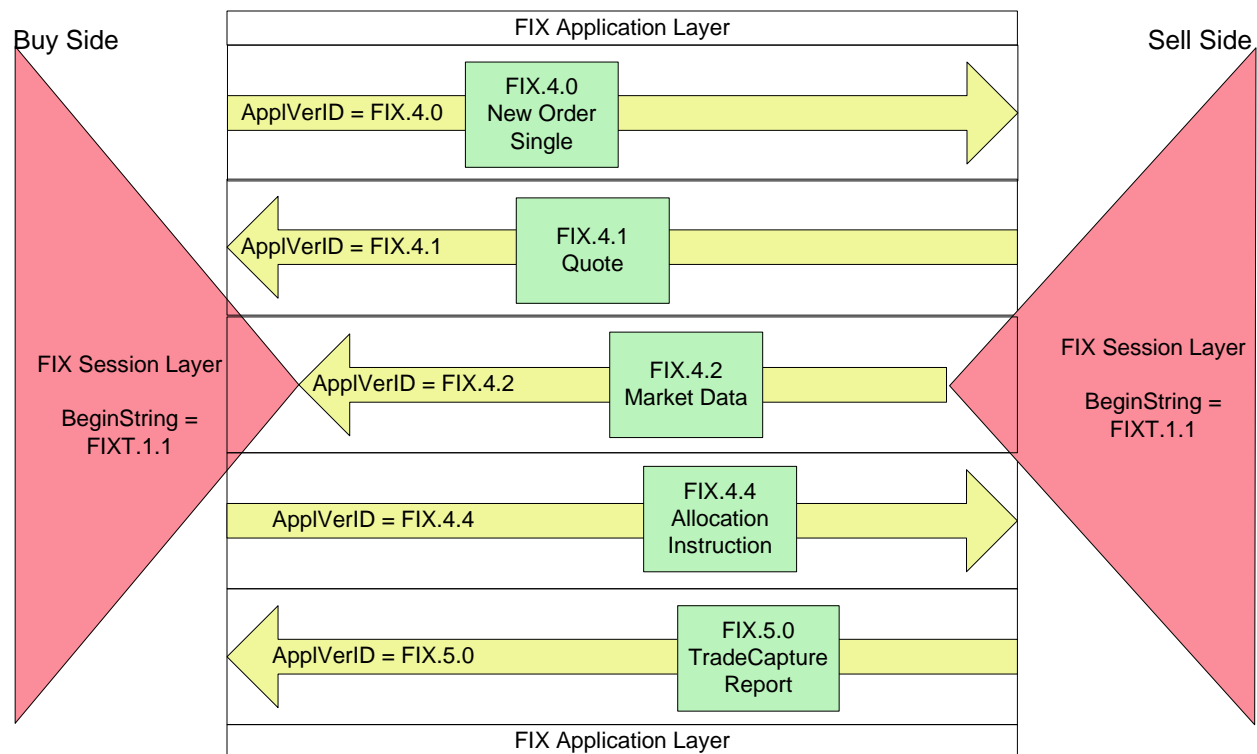 FIX Application Layer
Buy Side
Sell Side
ApplVerID = FIX.4.0
FIX.4.0
New Order
Single
ApplVerID = FIX.4.1
FIX.4.1
Quote
FIX Session Layer
BeginString =
FIXT.1.1
ApplVerID = FIX.4.2
FIX.4.2
Market Data
FIX Session Layer
BeginString =
FIXT.1.1
ApplVerID = FIX.4.4
FIX.4.4
Allocation
Instruction
ApplVerID = FIX.5.0
FIX.5.0
TradeCapture
Report
FIX Application Layer